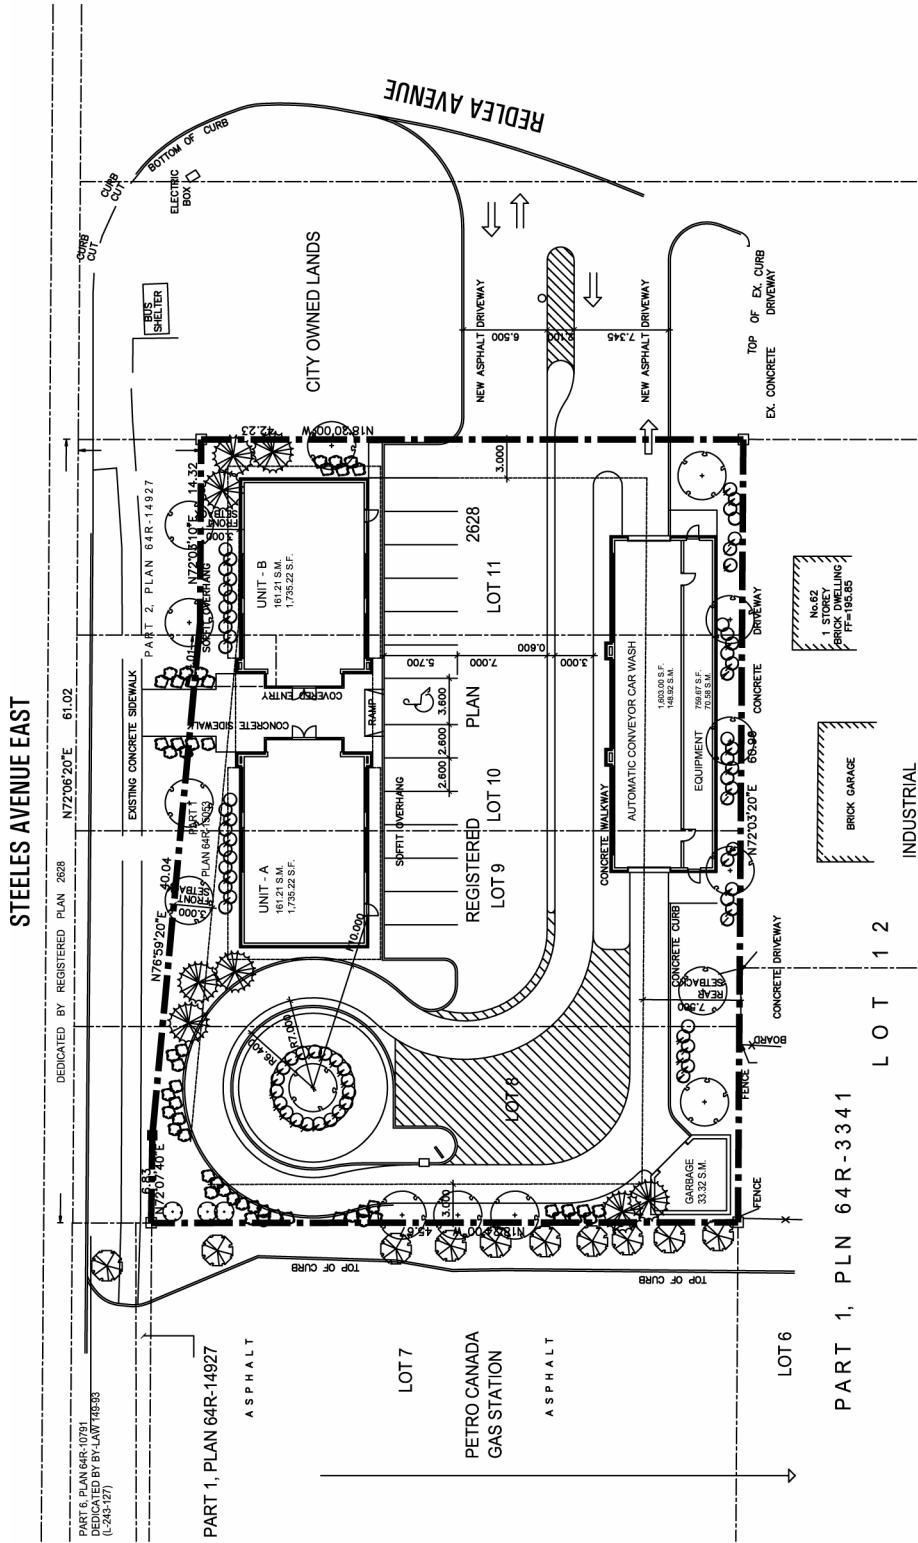 STEELES AVENUE EAST
REDLEA AVENUE
DEDICATED BY REGISTERED PLAN 2628
N72°06'20"E 61.02
CURB CUT
CURB CUT
BOTTOM OF CURB
ELECTRIC BOX
BUS SHELTER
CITY OWNED LANDS
NEW ASPHALT DRIVEWAY
6.500
2.100
7.345
NEW ASPHALT DRIVEWAY
TOP OF EX. CURB
EX. CONCRETE DRIVEWAY
PART 2, PLAN 64R-14927
EXISTING CONCRETE SIDEWALK
N72°03'10"E 14.32
N18°20'00"W 42.23
3.000
FRONT SETBACK
3.000
SOFFIT OVERHANG
UNIT - B
161.21 S.M.
1,735.22 S.F.
COVERED ENTRY
CONCRETE SIDEWALK
RAMP
UNIT - A
161.21 S.M.
1,735.22 S.F.
SOFFIT OVERHANG
PART 1
PLAN 64R-15053
N76°59'20"E 40.04
3.000
FRONT SETBACK
5.700
7.000
0.600
3.000
3.600
2.600
2.600
REGISTERED PLAN 2628
LOT 11
LOT 10
LOT 9
LOT 8
R10.000
R7.000
R6.400
CONCRETE WALKWAY
AUTOMATIC CONVEYOR CAR WASH
1,603.00 S.F.
148.92 S.M.
EQUIPMENT
759.67 S.F.
70.58 S.M.
CONCRETE CURB
7.500
REAR SETBACK
N72°03'20"E 60.98
CONCRETE DRIVEWAY
CONCRETE DRIVEWAY
No.62
1 STOREY
BRICK DWELLING
FF=195.85
BRICK GARAGE
INDUSTRIAL
BOARD FENCE
FENCE
GARBAGE
33.32 S.M.
6.83
N72°07'40"E
3.000
TOP OF CURB
TOP OF CURB
PART 6, PLAN 64R-10791
DEDICATED BY BY-LAW 149-93
(L-243-127)
PART 1, PLAN 64R-14927
ASPHALT
LOT 7
PETRO CANADA
GAS STATION
ASPHALT
LOT 6
PART 1, PLN 64R-3341
LOT 112